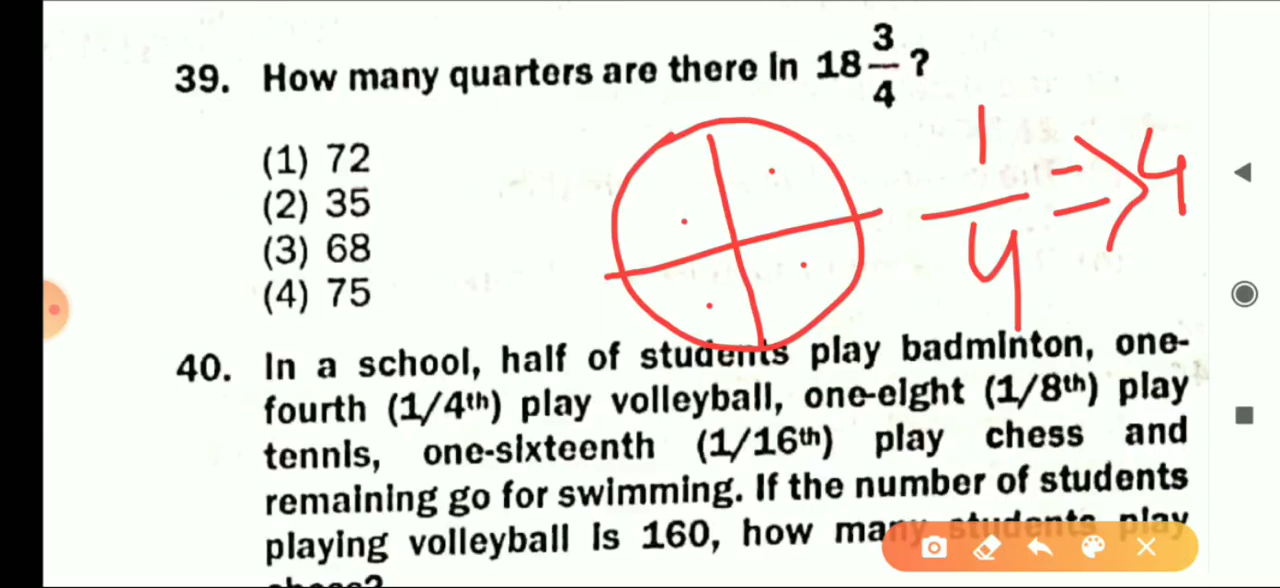 39. How many quarters are there in 18 3/4 ?
(1) 72
(2) 35
(3) 68
(4) 75
1/4 => 4
40. In a school, half of students play badminton, one-
fourth (1/4th) play volleyball, one-eight (1/8th) play
tennis, one-sixteenth (1/16th) play chess and
remaining go for swimming. If the number of students
playing volleyball is 160, how many students play
chess?